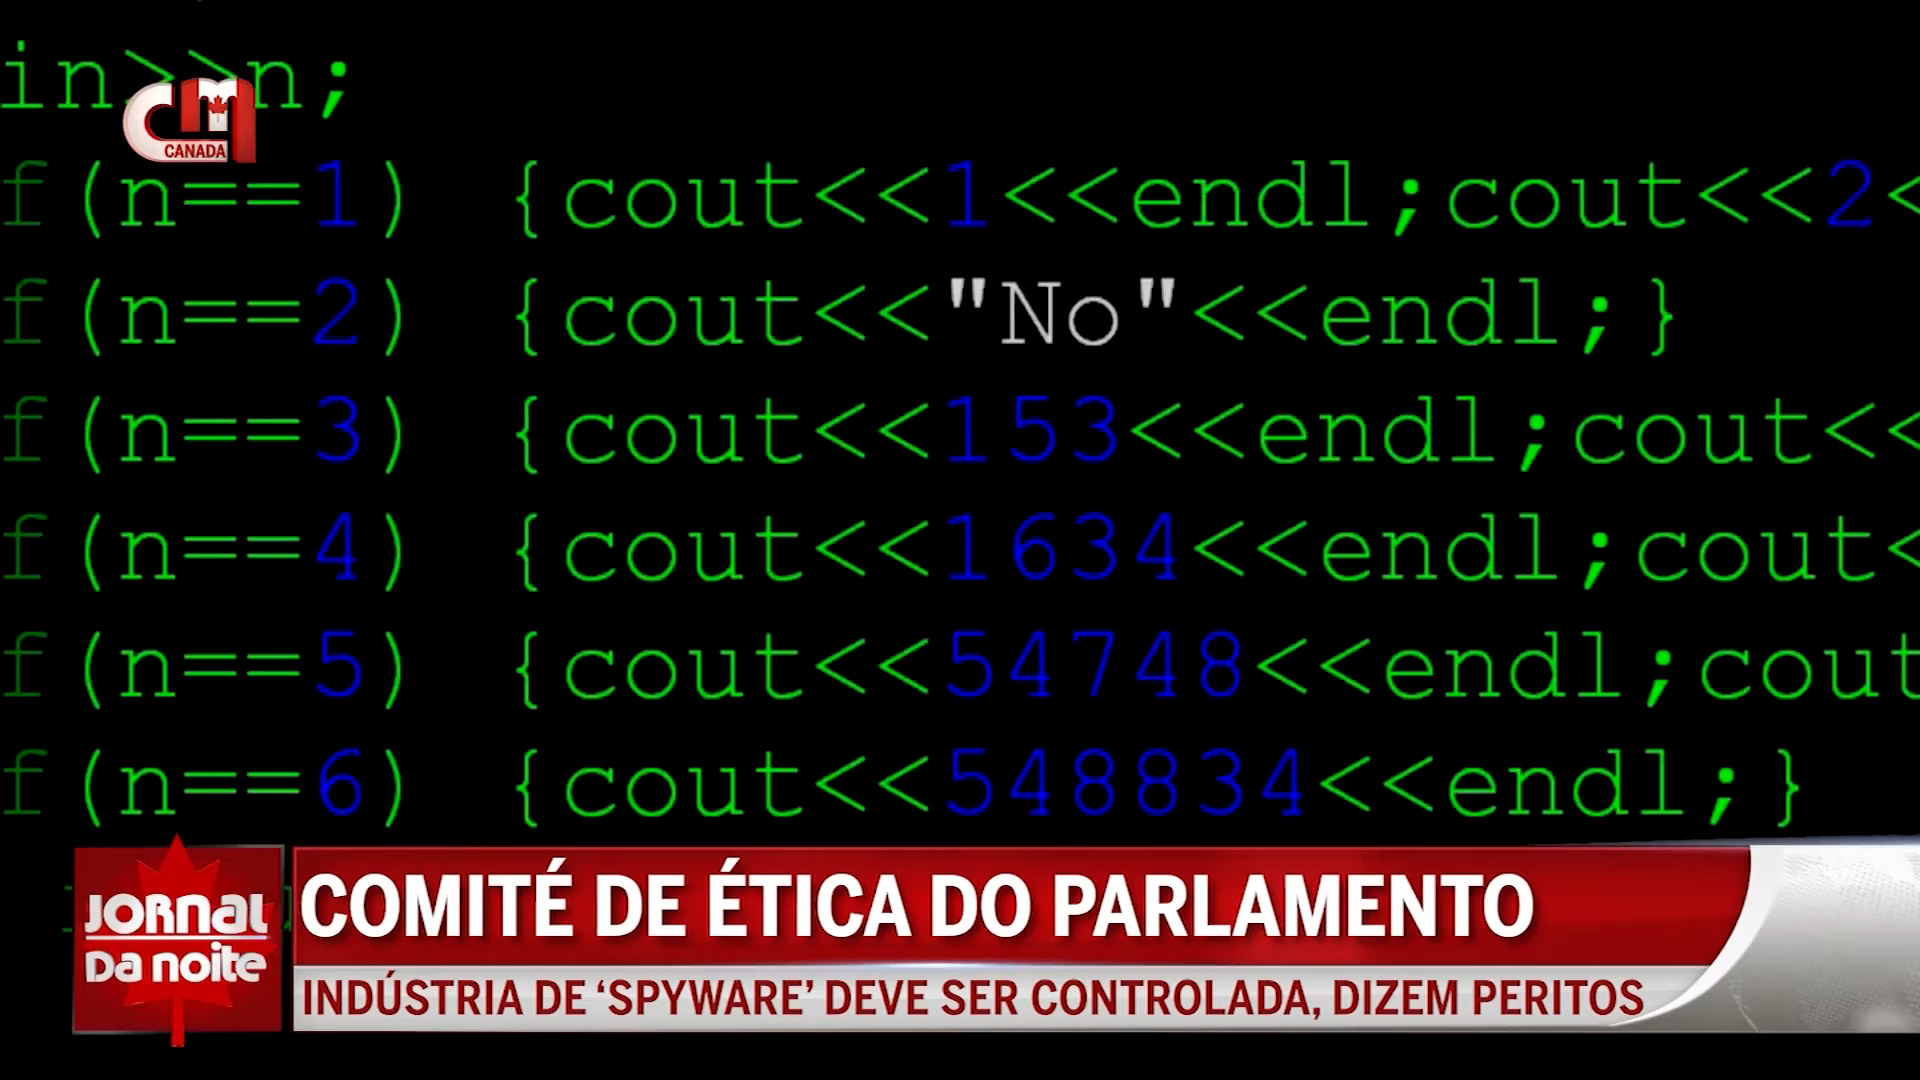 in>>n;
CM
CANADA
f (n==1) {cout<<1<<endl;cout<<2<
f (n==2) {cout<<"No"<<endl;}
f (n==3) {cout<<153<<endl;cout<<
f (n==4) {cout<<1634<<endl;cout<
f (n==5) {cout<<54748<<endl;cout
f (n==6) {cout<<548834<<endl;}
JORNAL
DA NOITE
COMITÉ DE ÉTICA DO PARLAMENTO
INDÚSTRIA DE ‘SPYWARE’ DEVE SER CONTROLADA, DIZEM PERITOS